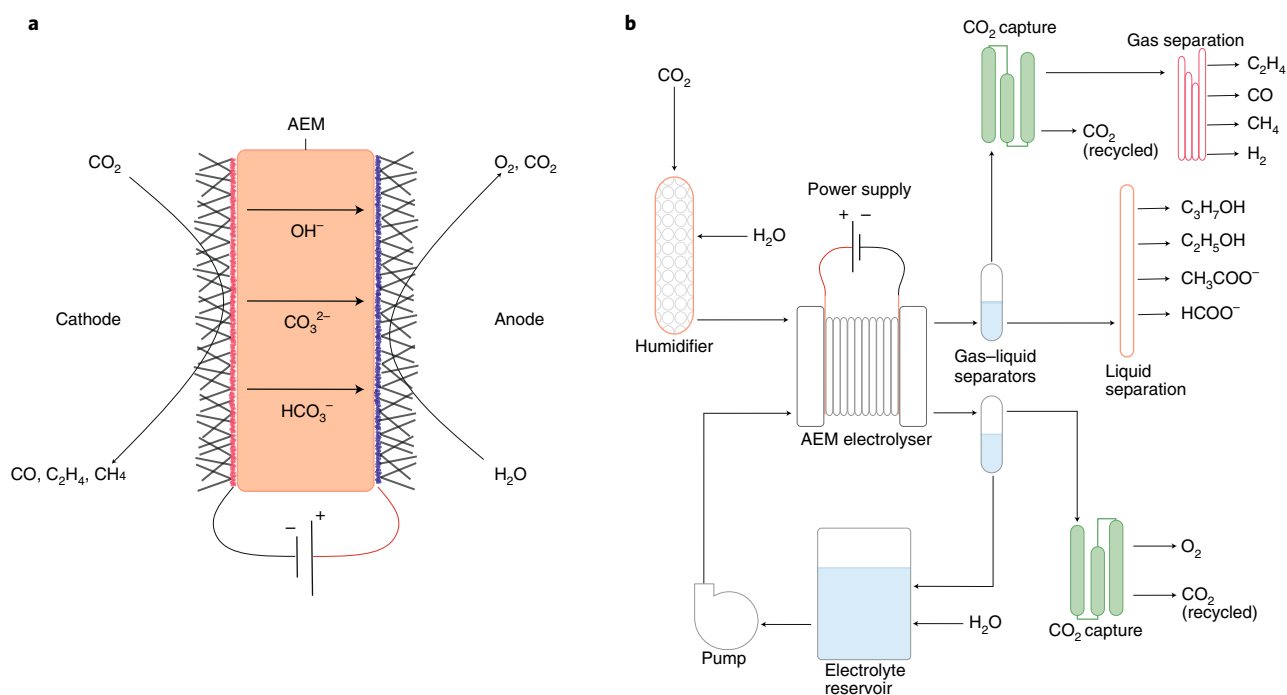 a
AEM
CO₂
O₂, CO₂
OH⁻
Cathode
CO₃²⁻
Anode
HCO₃⁻
CO, C₂H₄, CH₄
H₂O
−
+
b
CO₂ capture
Gas separation
CO₂
C₂H₄
CO
CH₄
H₂
CO₂
(recycled)
Power supply
+ −
H₂O
C₃H₇OH
C₂H₅OH
CH₃COO⁻
HCOO⁻
Humidifier
Gas–liquid
separators
Liquid
separation
AEM electrolyser
O₂
CO₂
(recycled)
H₂O
CO₂ capture
Pump
Electrolyte
reservoir